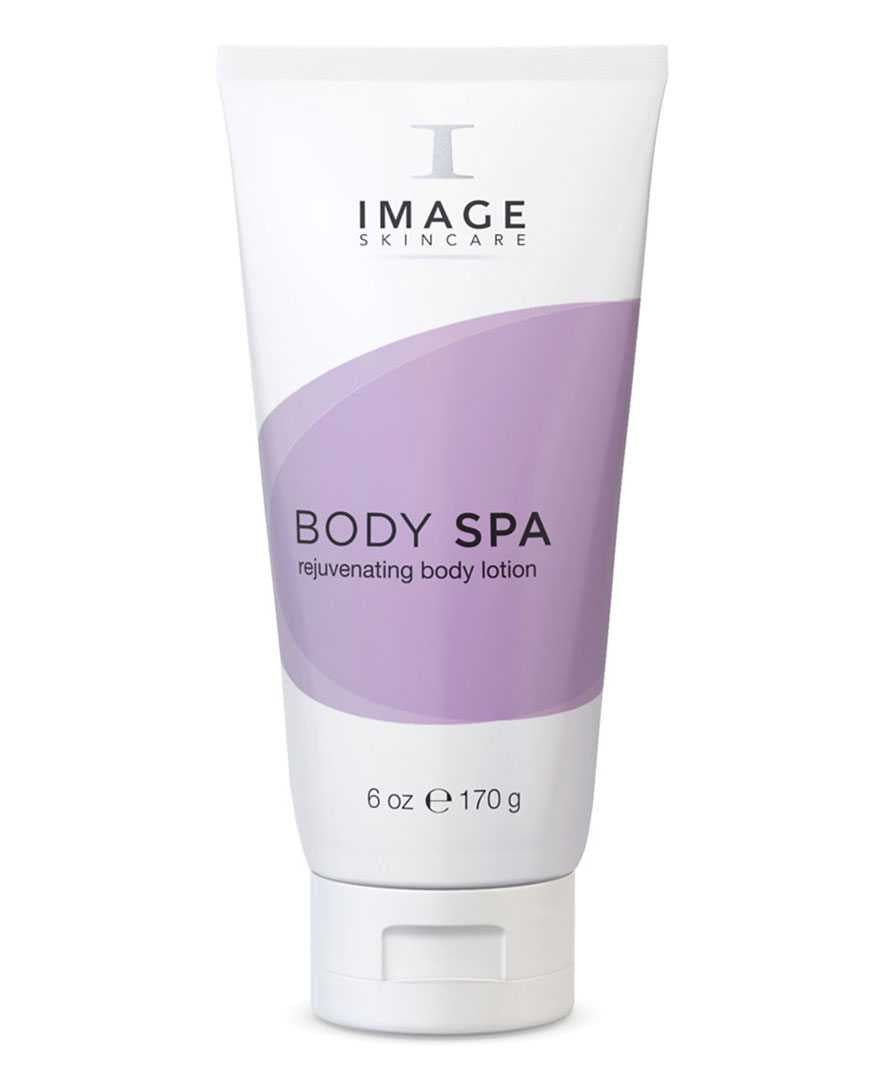 I
IMAGE
SKINCARE
BODY SPA
rejuvenating body lotion
6 oz ℮ 170 g